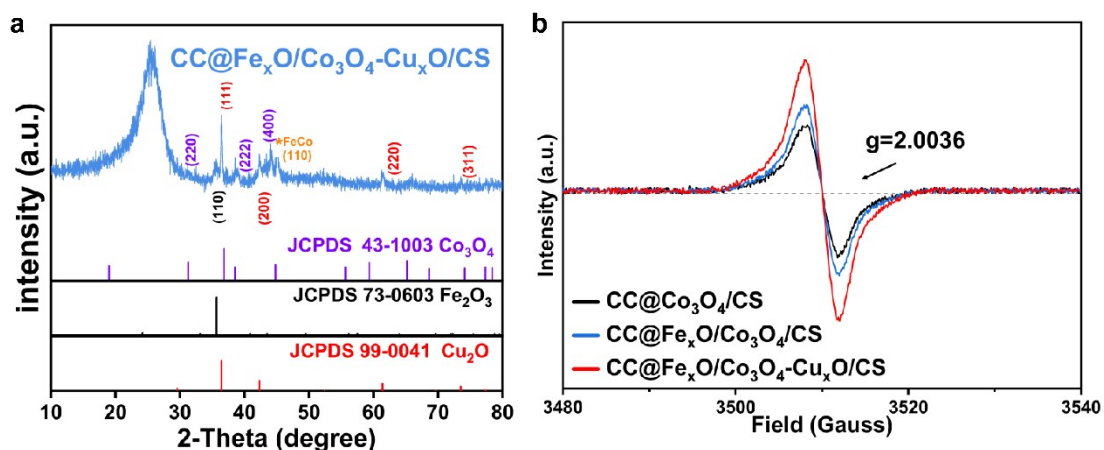 a
CC@FeₓO/Co₃O₄-CuₓO/CS
(111)
(400)
*FeCo
(110)
(220)
(222)
(220)
(311)
(110)
(200)
intensity (a.u.)
JCPDS 43-1003 Co₃O₄
JCPDS 73-0603 Fe₂O₃
JCPDS 99-0041 Cu₂O
10 20 30 40 50 60 70 80
2-Theta (degree)
b
g=2.0036
Intensity (a.u.)
CC@Co₃O₄/CS
CC@FeₓO/Co₃O₄/CS
CC@FeₓO/Co₃O₄-CuₓO/CS
3480 3500 3520 3540
Field (Gauss)